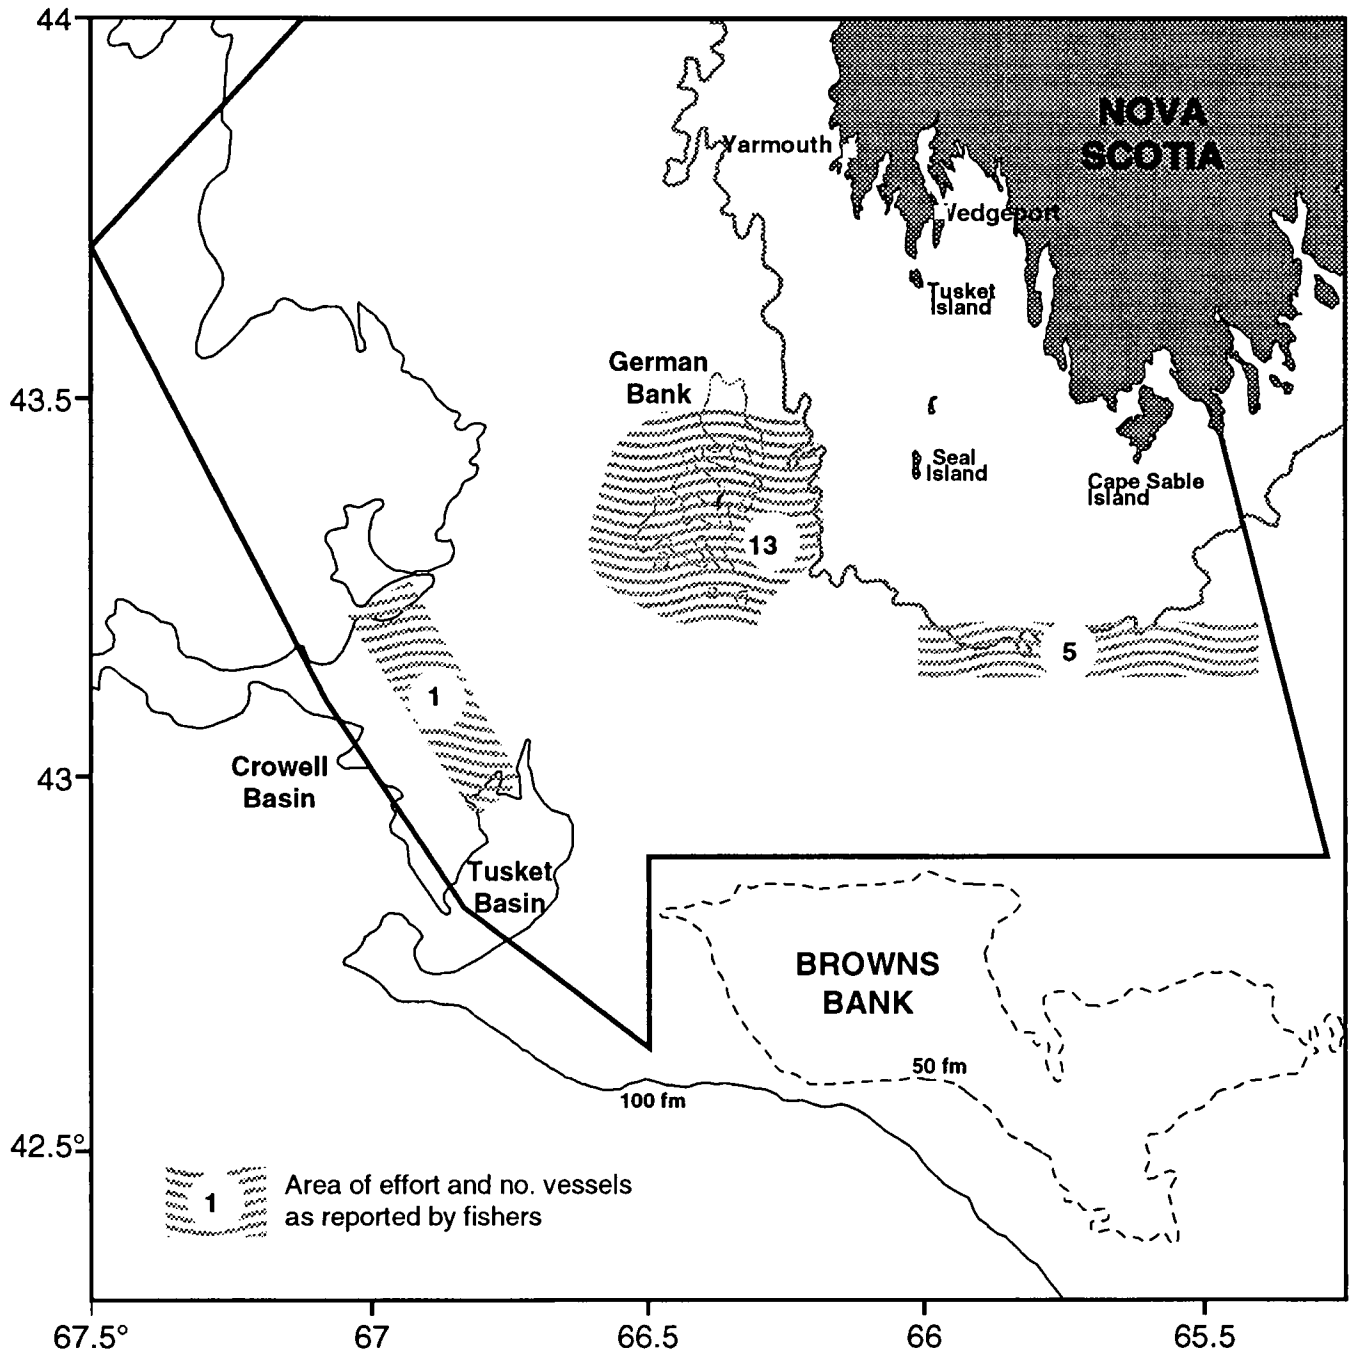 44
NOVA
SCOTIA
Yarmouth
Wedgeport
Tusket
Island
German
Bank
43.5
Seal
Island
Cape Sable
Island
13
5
1
43
Crowell
Basin
Tusket
Basin
BROWNS
BANK
50 fm
100 fm
42.5°
1
Area of effort and no. vessels
as reported by fishers
67.5°
67
66.5
66
65.5